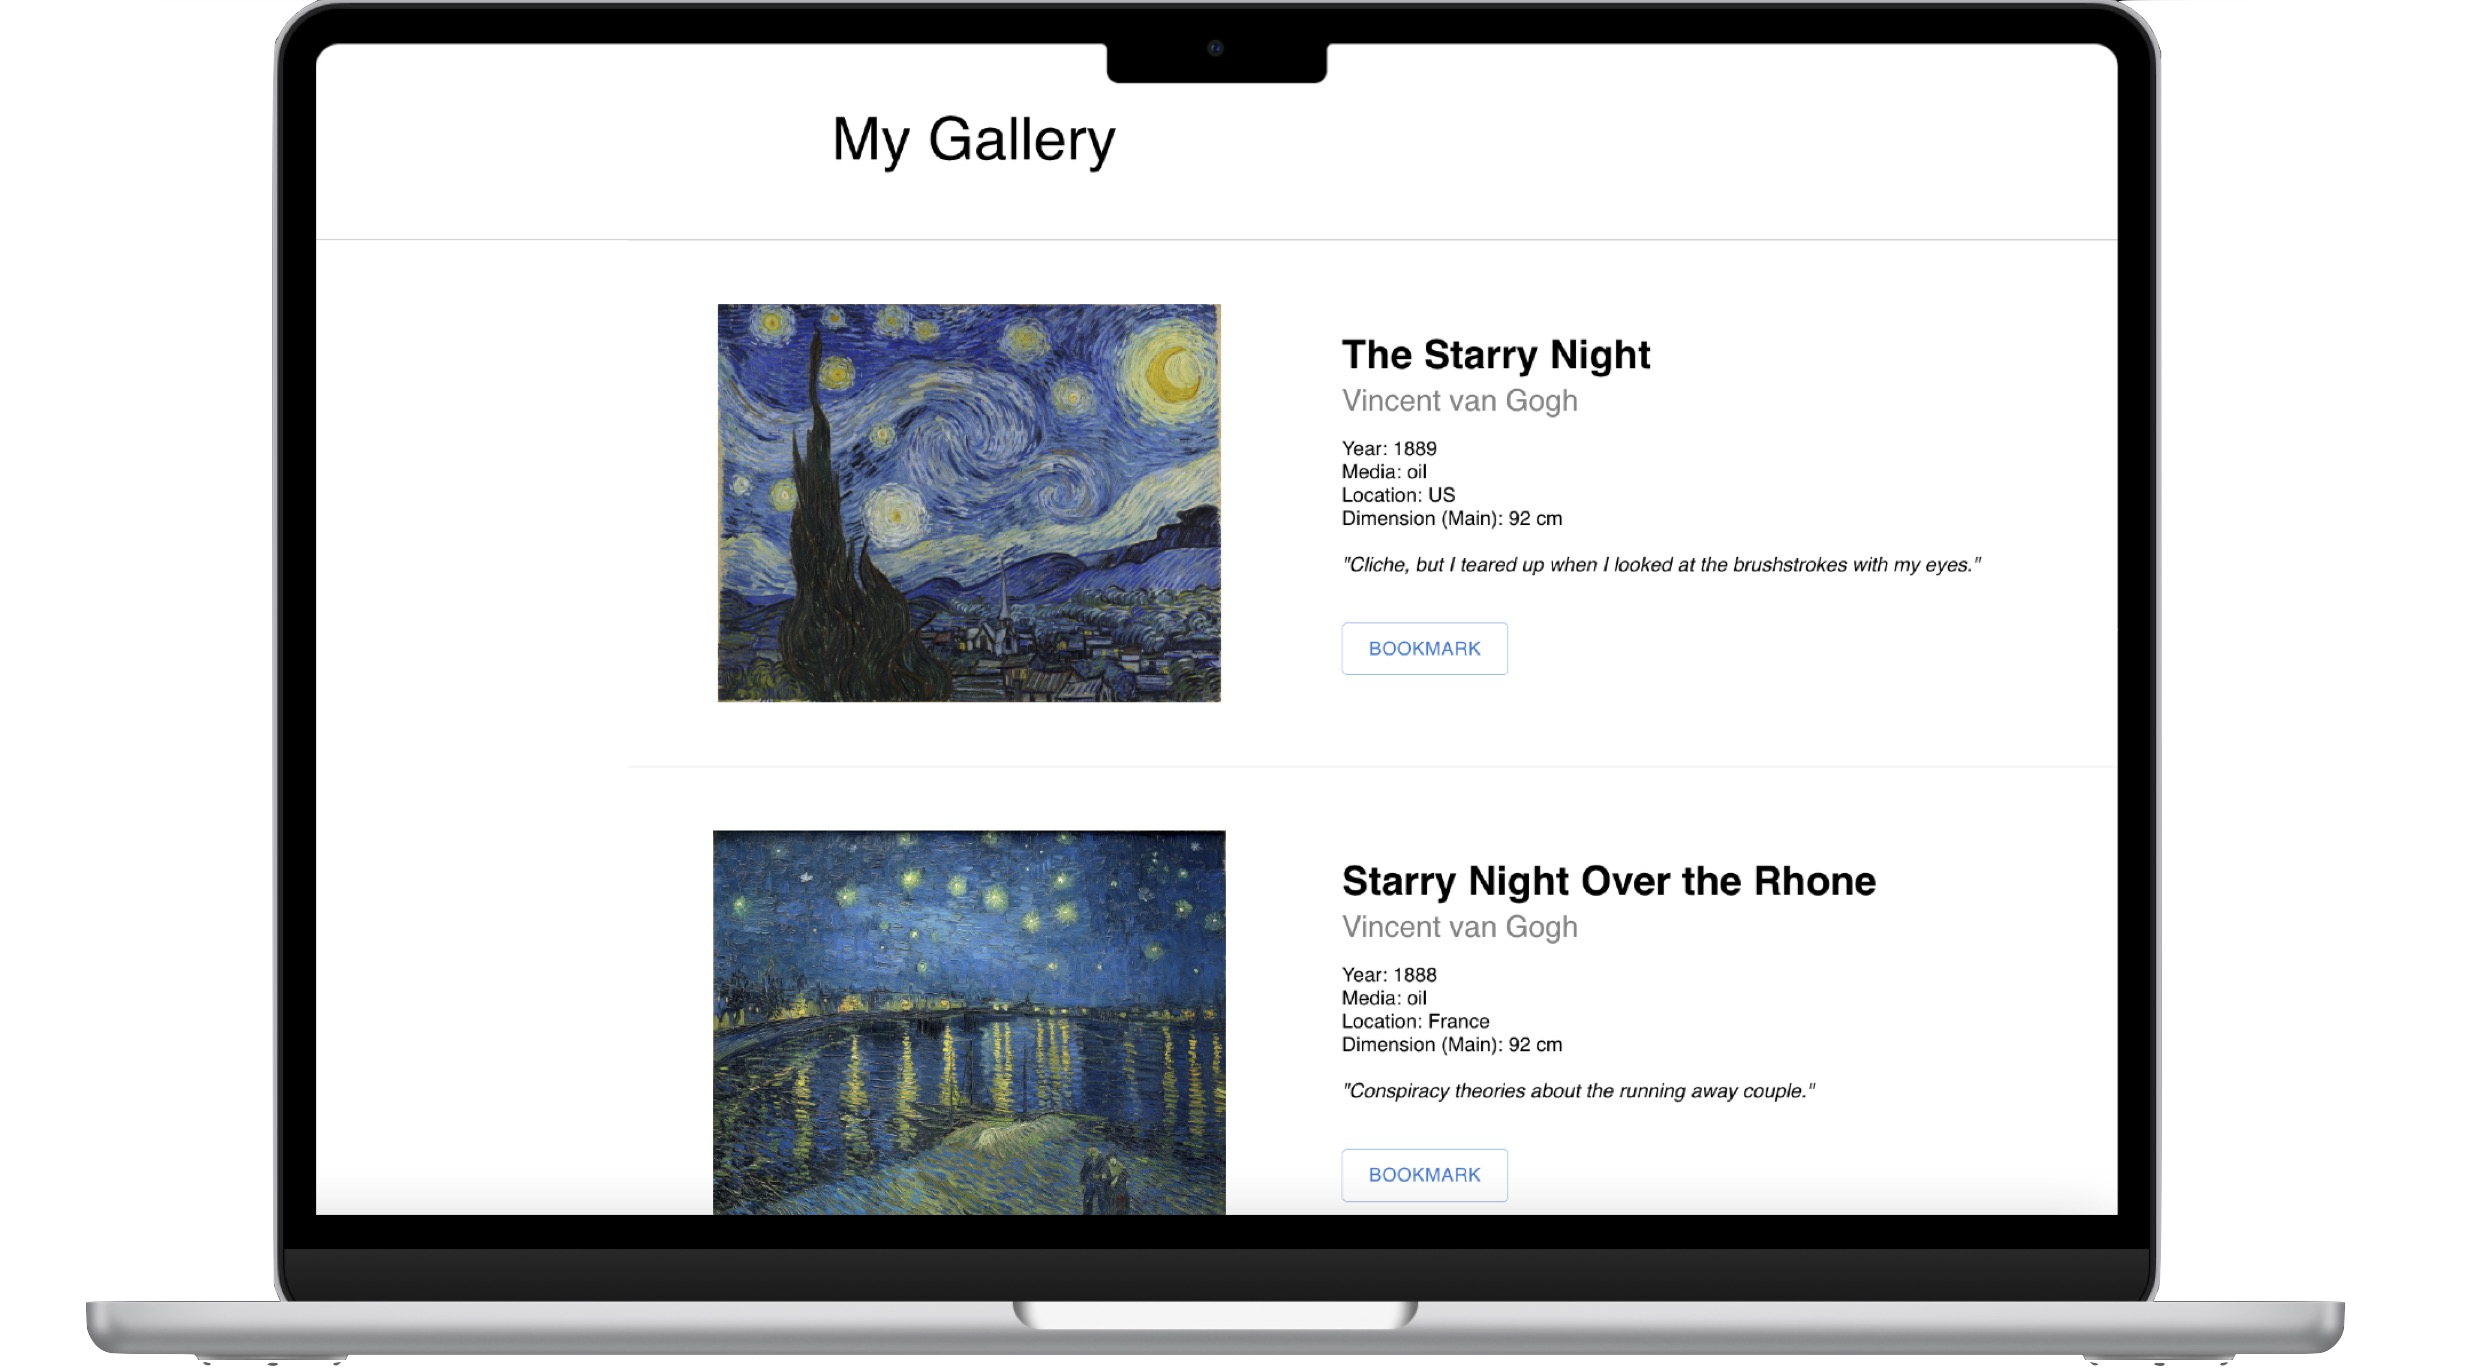 My Gallery
The Starry Night
Vincent van Gogh
Year: 1889
Media: oil
Location: US
Dimension (Main): 92 cm
"Cliche, but I teared up when I looked at the brushstrokes with my eyes."
BOOKMARK
Starry Night Over the Rhone
Vincent van Gogh
Year: 1888
Media: oil
Location: France
Dimension (Main): 92 cm
"Conspiracy theories about the running away couple."
BOOKMARK